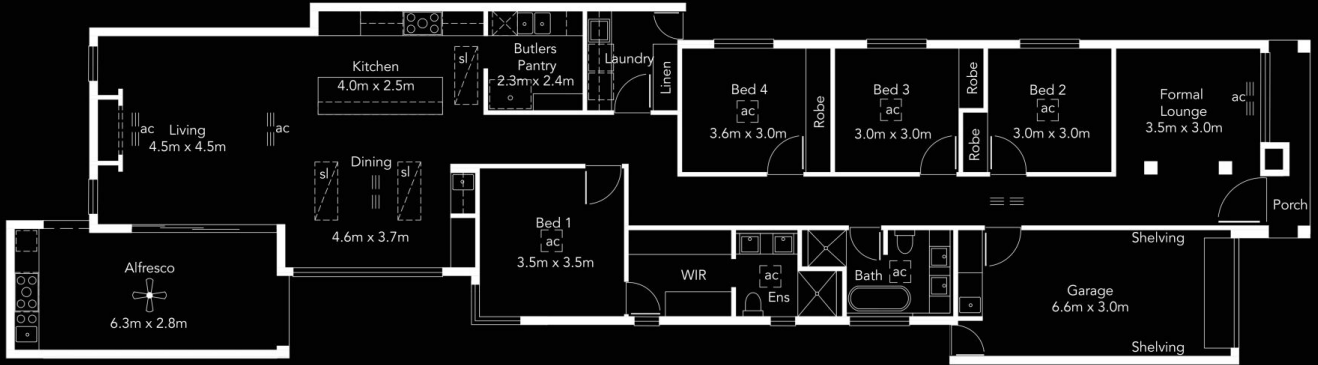 Kitchen
4.0m x 2.5m
sl
Butlers
Pantry
2.3m x 2.4m
Laundry
Linen
Bed 4
ac
3.6m x 3.0m
Robe
Bed 3
ac
3.0m x 3.0m
Robe
Robe
Bed 2
ac
3.0m x 3.0m
Formal
Lounge
3.5m x 3.0m
ac
Living
4.5m x 4.5m
ac
ac
Dining
sl
sl
4.6m x 3.7m
Bed 1
ac
3.5m x 3.5m
Porch
Alfresco
6.3m x 2.8m
WIR
ac
Ens
Bath
ac
Shelving
Garage
6.6m x 3.0m
Shelving